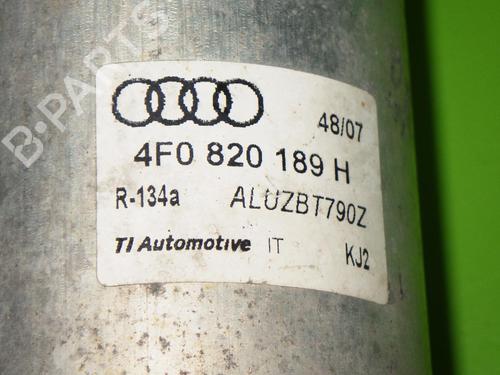 B-PARTS
48/07
4F0 820 189 H
R-134a ALUZBT790Z
TI Automotive IT KJ2